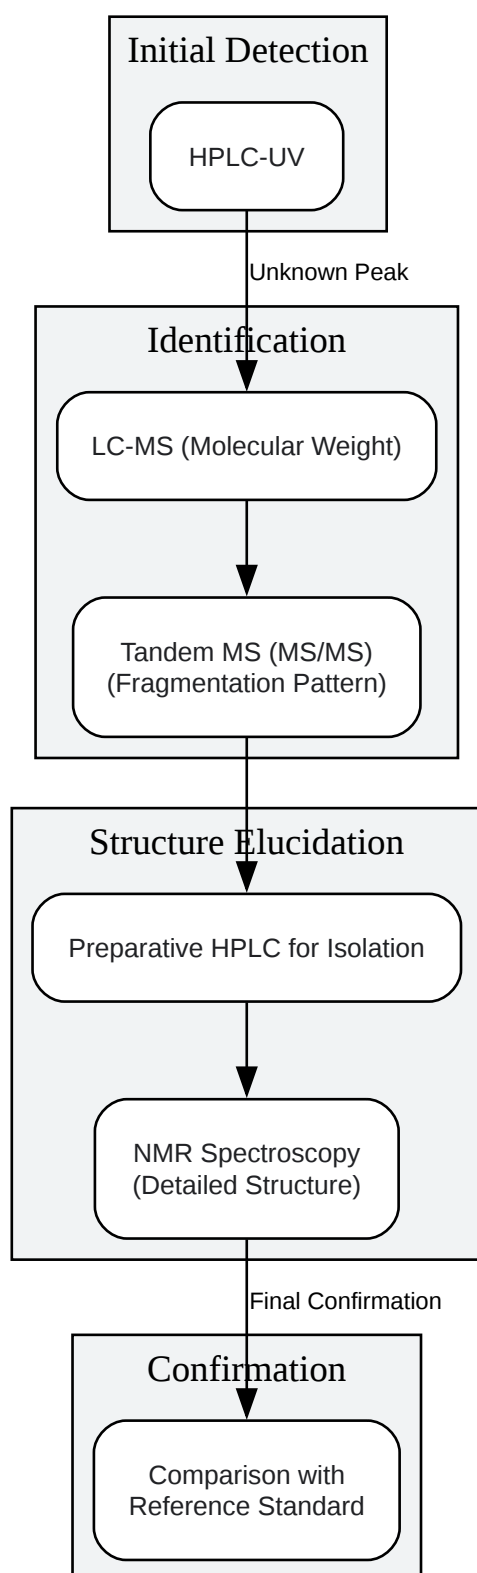 Initial Detection
HPLC-UV
Unknown Peak
Identification
LC-MS (Molecular Weight)
Tandem MS (MS/MS)
(Fragmentation Pattern)
Structure Elucidation
Preparative HPLC for Isolation
NMR Spectroscopy
(Detailed Structure)
Final Confirmation
Confirmation
Comparison with
Reference Standard